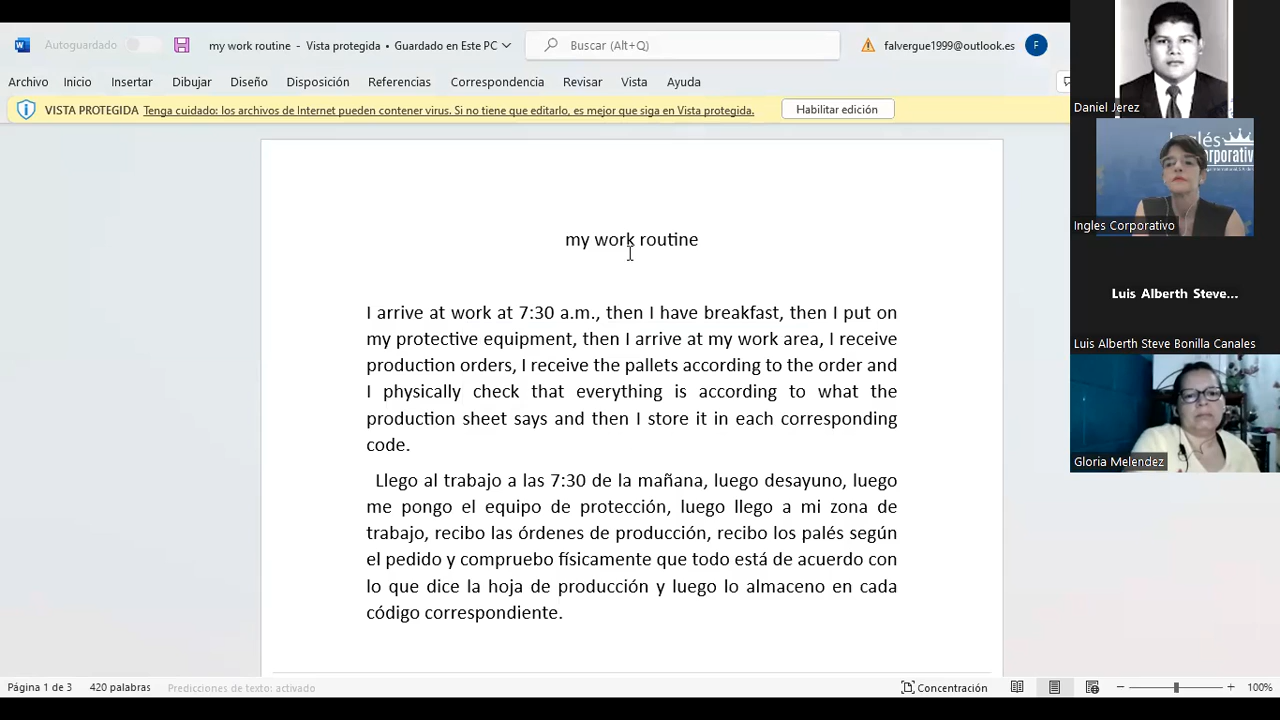 Autoguardado
my work routine - Vista protegida • Guardado en Este PC
Buscar (Alt+Q)
falvergue1999@outlook.es
F
Archivo Inicio Insertar Dibujar Diseño Disposición Referencias Correspondencia Revisar Vista Ayuda
VISTA PROTEGIDA Tenga cuidado: los archivos de Internet pueden contener virus. Si no tiene que editarlo, es mejor que siga en Vista protegida. Habilitar edición
my work routine
I arrive at work at 7:30 a.m., then I have breakfast, then I put on
my protective equipment, then I arrive at my work area, I receive
production orders, I receive the pallets according to the order and
I physically check that everything is according to what the
production sheet says and then I store it in each corresponding
code.
Llego al trabajo a las 7:30 de la mañana, luego desayuno, luego
me pongo el equipo de protección, luego llego a mi zona de
trabajo, recibo las órdenes de producción, recibo los palés según
el pedido y compruebo físicamente que todo está de acuerdo con
lo que dice la hoja de producción y luego lo almaceno en cada
código correspondiente.
Página 1 de 3 420 palabras Predicciones de texto: activado
Concentración
100%
Daniel Jerez
Inglés
Ingles Corporativo
Luis Alberth Steve...
Luis Alberth Steve Bonilla Canales
Gloria Melendez